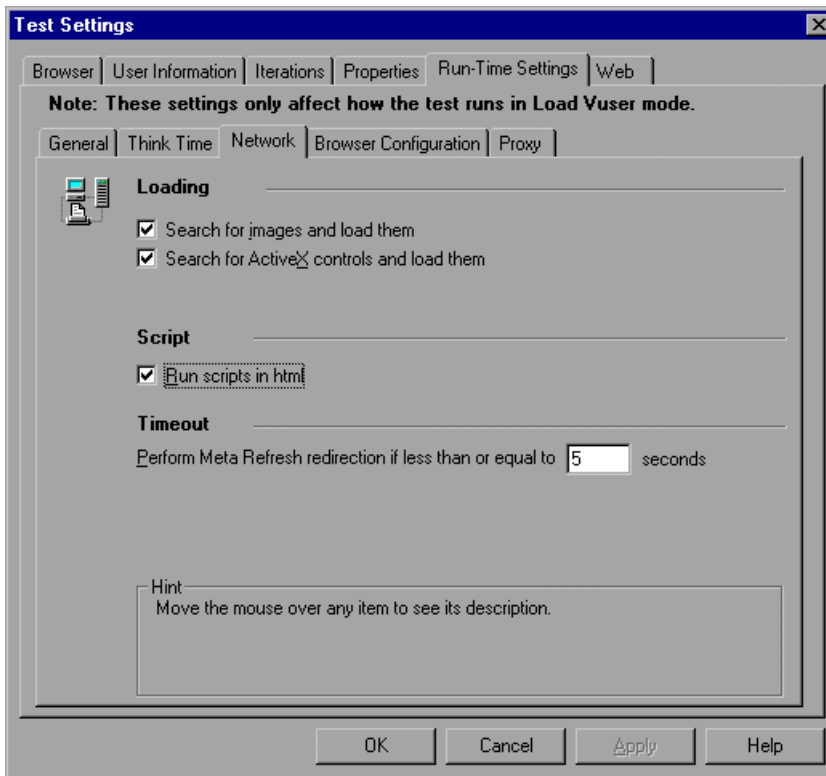 Test Settings
Browser User Information Iterations Properties Run-Time Settings Web
Note: These settings only affect how the test runs in Load Vuser mode.
General Think Time Network Browser Configuration Proxy
Loading
Search for images and load them
Search for ActiveX controls and load them
Script
Run scripts in html
Timeout
Perform Meta Refresh redirection if less than or equal to 5 seconds
Hint
Move the mouse over any item to see its description.
OK Cancel Apply Help